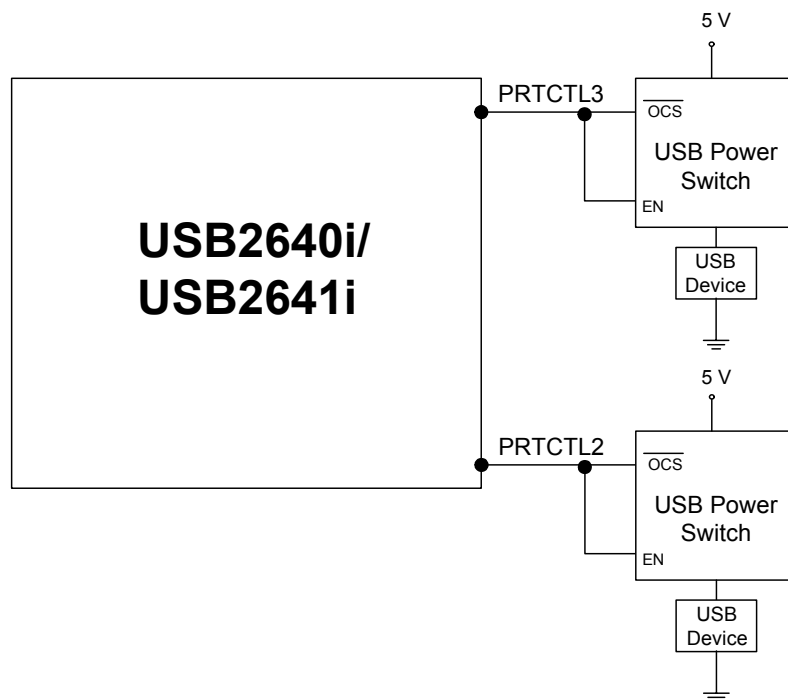 5 V
PRTCTL3
OCS
USB Power
Switch
EN
USB
Device
USB2640i/
USB2641i
5 V
PRTCTL2
OCS
USB Power
Switch
EN
USB
Device